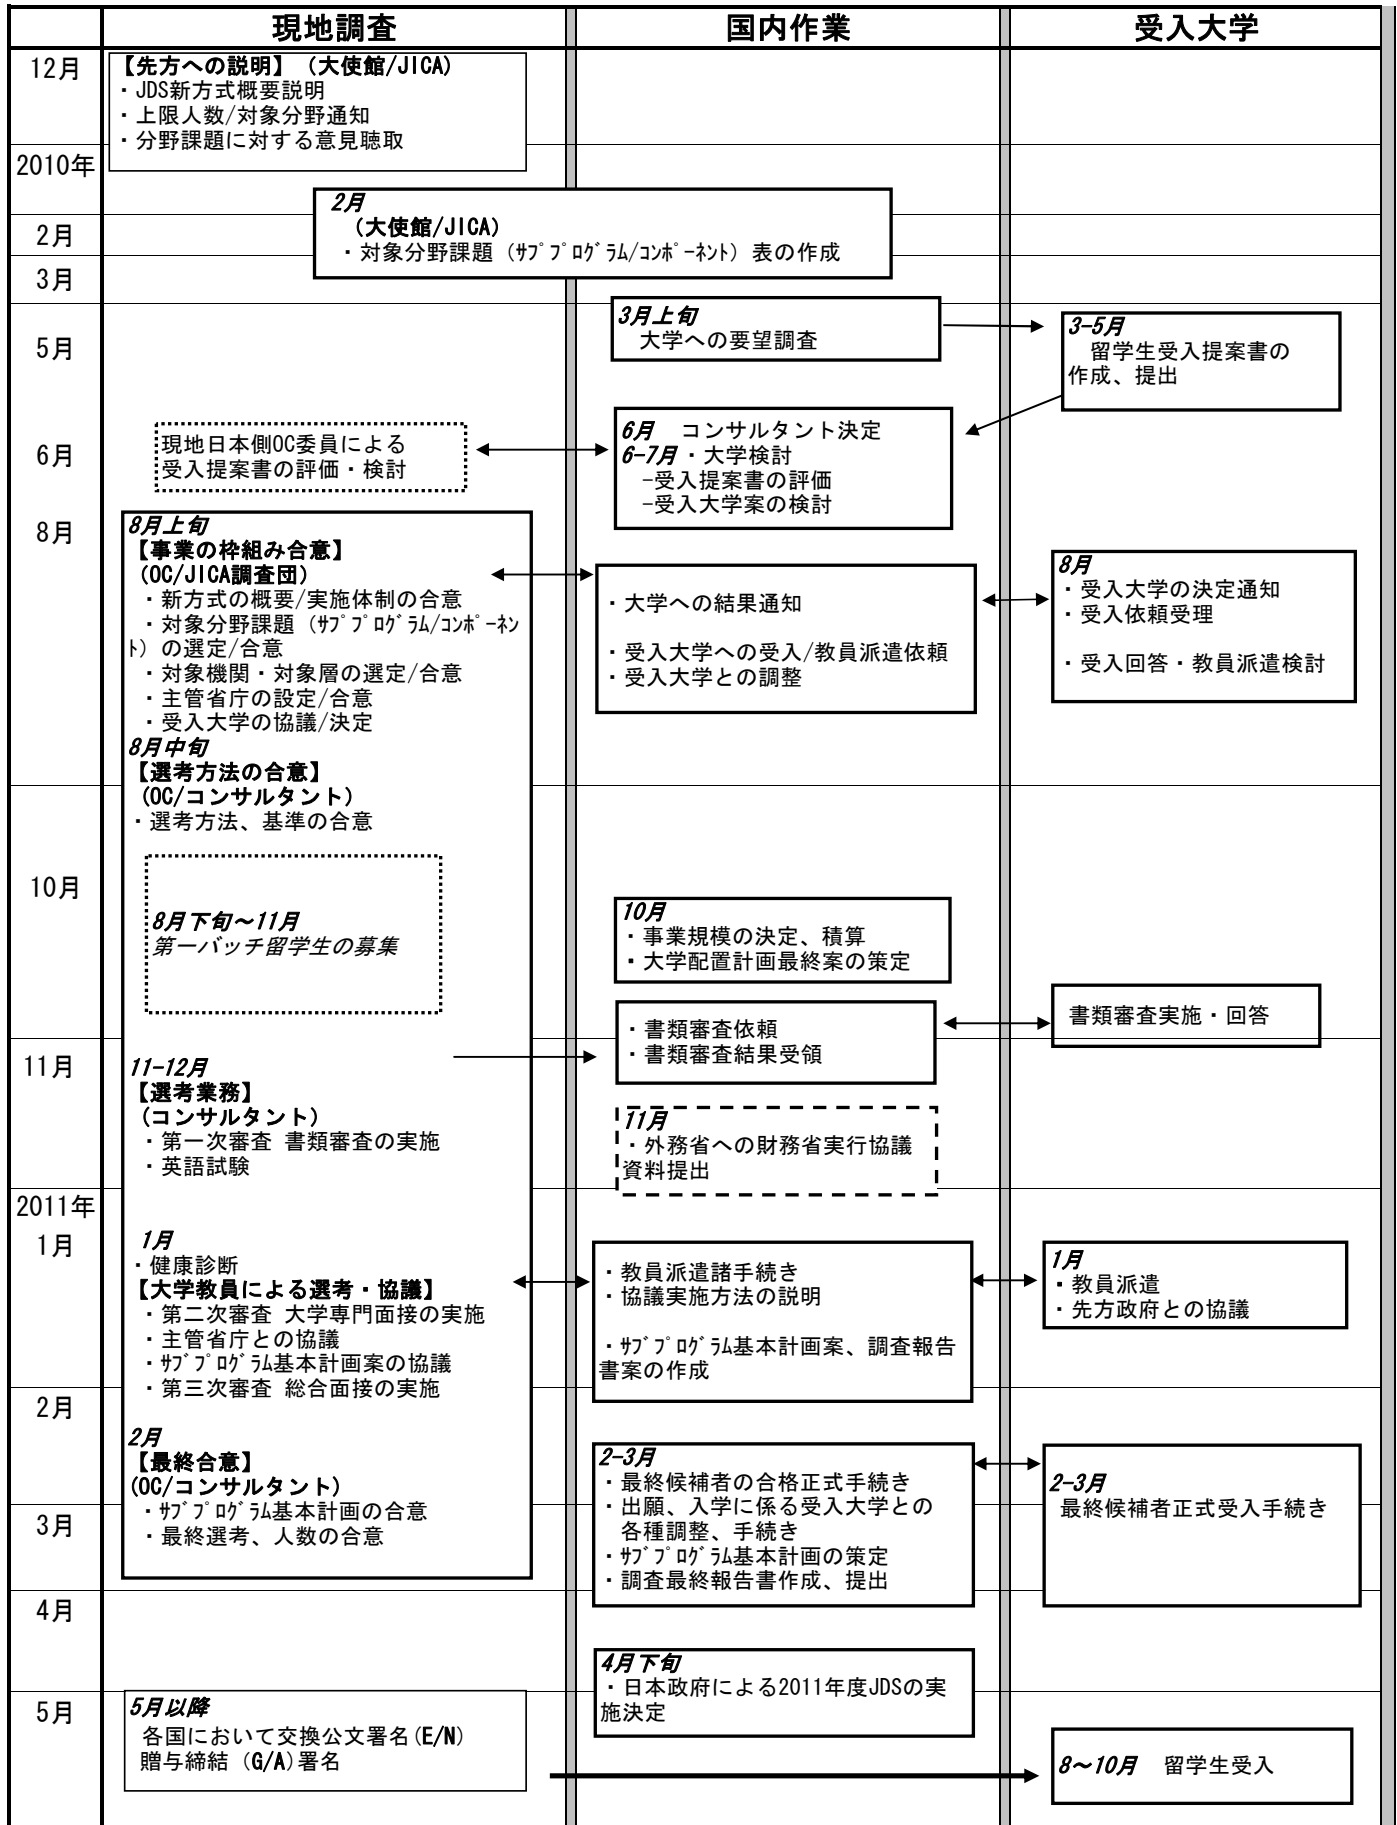 現地調査
国内作業
受入大学
12月
【先方への説明】（大使館/JICA）
・JDS新方式概要説明
・上限人数/対象分野通知
・分野課題に対する意見聴取
2010年
2月
（大使館/JICA）
・対象分野課題（ｻﾌﾞﾌﾟﾛｸﾞﾗﾑ/ｺﾝﾎﾟｰﾈﾝﾄ）表の作成
2月
3月
3月上旬
大学への要望調査
3-5月
留学生受入提案書の
作成、提出
5月
現地日本側OC委員による
受入提案書の評価・検討
6月 コンサルタント決定
6-7月・大学検討
-受入提案書の評価
-受入大学案の検討
6月
8月
8月上旬
【事業の枠組み合意】
（OC/JICA調査団）
・新方式の概要/実施体制の合意
・対象分野課題（ｻﾌﾞﾌﾟﾛｸﾞﾗﾑ/ｺﾝﾎﾟｰﾈﾝ
ﾄ）の選定/合意
・対象機関・対象層の選定/合意
・主管省庁の設定/合意
・受入大学の協議/決定
8月中旬
【選考方法の合意】
（OC/コンサルタント）
・選考方法、基準の合意
・大学への結果通知
・受入大学への受入/教員派遣依頼
・受入大学との調整
8月
・受入大学の決定通知
・受入依頼受理
・受入回答・教員派遣検討
10月
8月下旬～11月
第一バッチ留学生の募集
10月
・事業規模の決定、積算
・大学配置計画最終案の策定
・書類審査依頼
・書類審査結果受領
書類審査実施・回答
11月
11-12月
【選考業務】
（コンサルタント）
・第一次審査 書類審査の実施
・英語試験
11月
・外務省への財務省実行協議
資料提出
2011年
1月
1月
・健康診断
【大学教員による選考・協議】
・第二次審査 大学専門面接の実施
・主管省庁との協議
・ｻﾌﾞﾌﾟﾛｸﾞﾗﾑ基本計画案の協議
・第三次審査 総合面接の実施
・教員派遣諸手続き
・協議実施方法の説明
・ｻﾌﾞﾌﾟﾛｸﾞﾗﾑ基本計画案、調査報告
書案の作成
1月
・教員派遣
・先方政府との協議
2月
2月
【最終合意】
(OC/コンサルタント)
・ｻﾌﾞﾌﾟﾛｸﾞﾗﾑ基本計画の合意
・最終選考、人数の合意
2-3月
・最終候補者の合格正式手続き
・出願、入学に係る受入大学との
各種調整、手続き
・ｻﾌﾞﾌﾟﾛｸﾞﾗﾑ基本計画の策定
・調査最終報告書作成、提出
2-3月
最終候補者正式受入手続き
3月
4月
4月下旬
・日本政府による2011年度JDSの実
施決定
5月
5月以降
各国において交換公文署名(E/N)
贈与締結（G/A)署名
8～10月 留学生受入